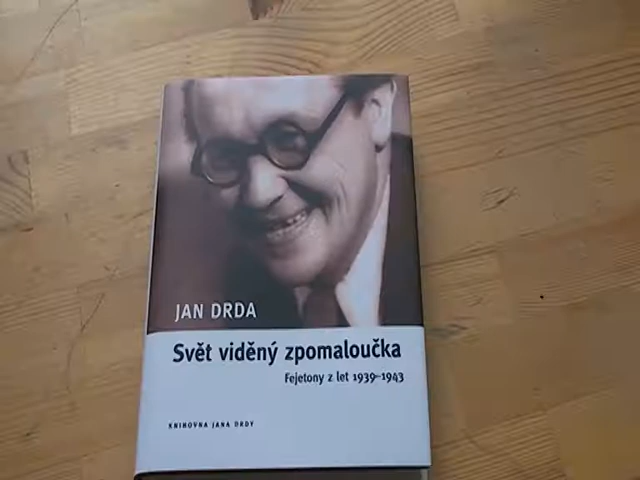 JAN DRDA
Svět viděný zpomaloučka
Fejetony z let 1939–1943
KNIHOVNA JANA DRDY